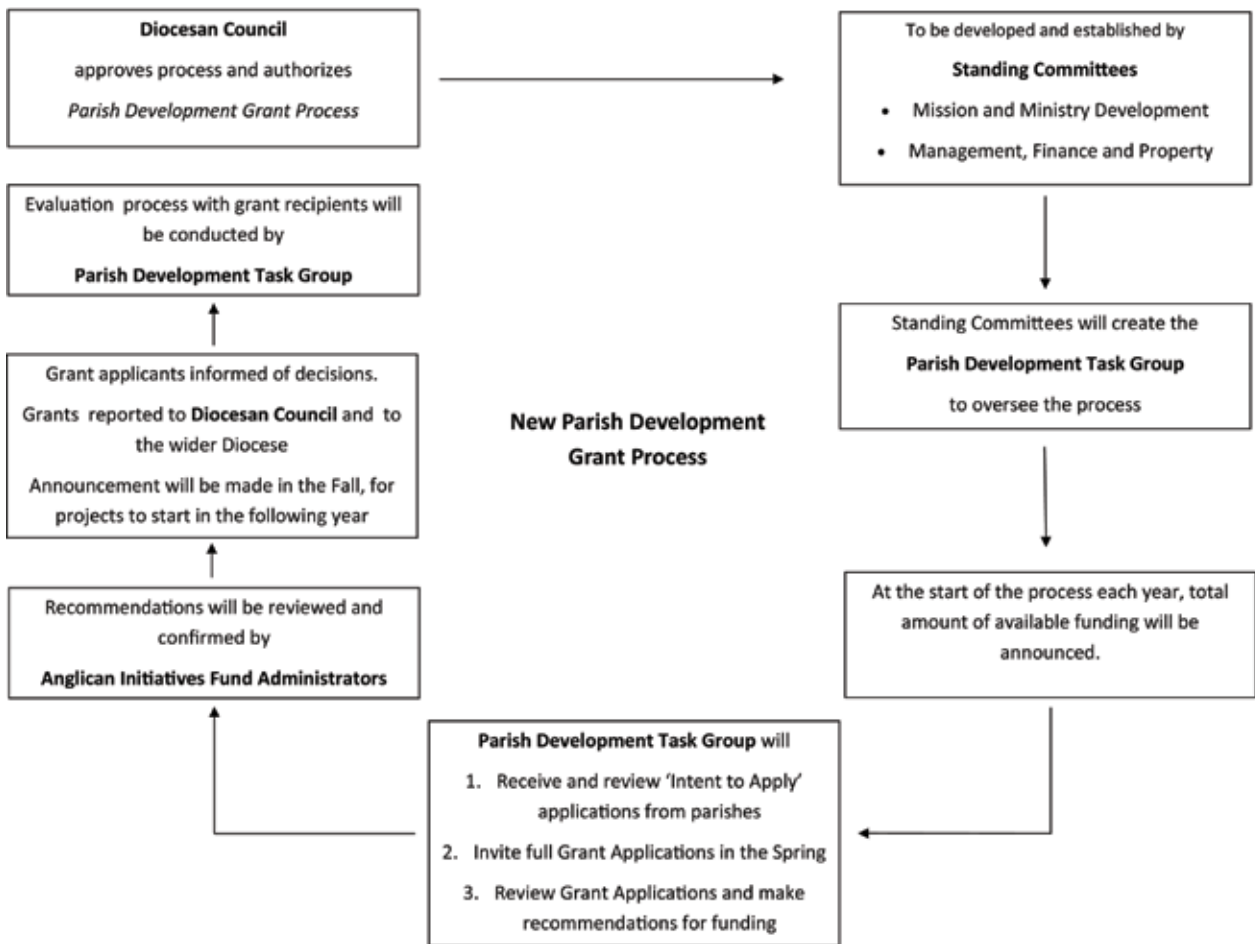 Diocesan Council
approves process and authorizes
Parish Development Grant Process
To be developed and established by
Standing Committees
• Mission and Ministry Development
• Management, Finance and Property
Standing Committees will create the
Parish Development Task Group
to oversee the process
At the start of the process each year, total
amount of available funding will be
announced.
Parish Development Task Group will
1. Receive and review ‘Intent to Apply’
applications from parishes
2. Invite full Grant Applications in the Spring
3. Review Grant Applications and make
recommendations for funding
Recommendations will be reviewed and
confirmed by
Anglican Initiatives Fund Administrators
Grant applicants informed of decisions.
Grants reported to Diocesan Council and to
the wider Diocese
Announcement will be made in the Fall, for
projects to start in the following year
Evaluation process with grant recipients will
be conducted by
Parish Development Task Group
New Parish Development
Grant Process